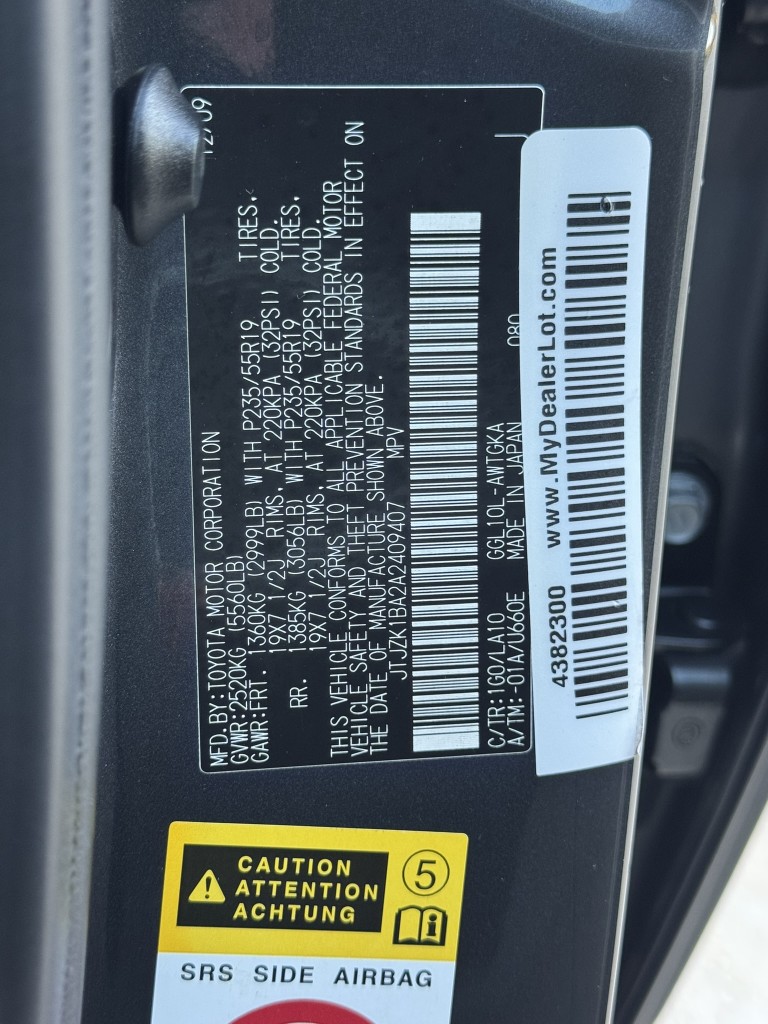 12/09
MFD. BY: TOYOTA MOTOR CORPORATION
GVWR: 2520KG (5560LB)
GAWR: FRT. 1360KG (2999LB) WITH P235/55R19 TIRES,
19X7 1/2J RIMS, AT 220KPA (32PSI) COLD.
RR. 1385KG (3056LB) WITH P235/55R19 TIRES,
19X7 1/2J RIMS, AT 220KPA (32PSI) COLD.
THIS VEHICLE CONFORMS TO ALL APPLICABLE FEDERAL MOTOR
VEHICLE SAFETY AND THEFT PREVENTION STANDARDS IN EFFECT ON
THE DATE OF MANUFACTURE SHOWN ABOVE.
JTJZK1BA2A2409407 MPV
C/TR: 1G0/LA10 GGL10L-AWTGKA 080
A/TM: -01A/U660E MADE IN JAPAN
4382300 www.MyDealerLot.com
CAUTION
ATTENTION
ACHTUNG
5
i
SRS SIDE AIRBAG